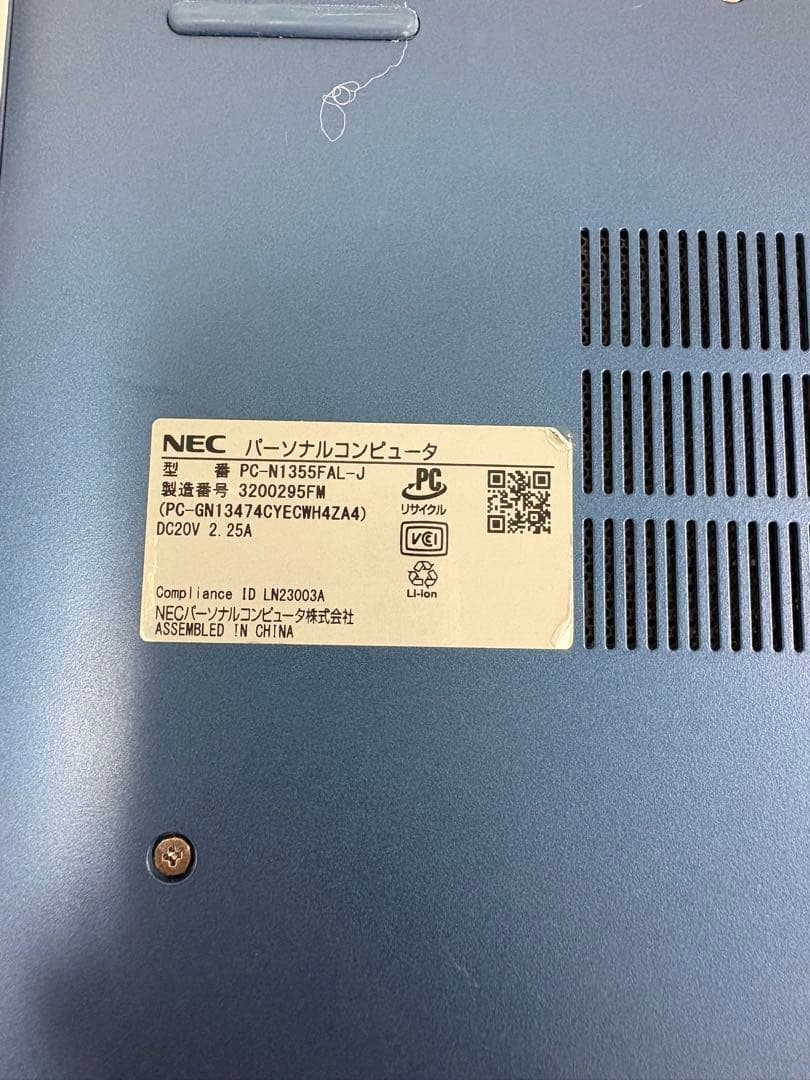 NEC パーソナルコンピュータ
型 番 PC-N1355FAL-J
製造番号 3200295FM
(PC-GN13474CYECWH4ZA4)
DC20V 2.25A
PC
リサイクル
VCCI
Li-ion
Compliance ID LN23003A
NECパーソナルコンピュータ株式会社
ASSEMBLED IN CHINA